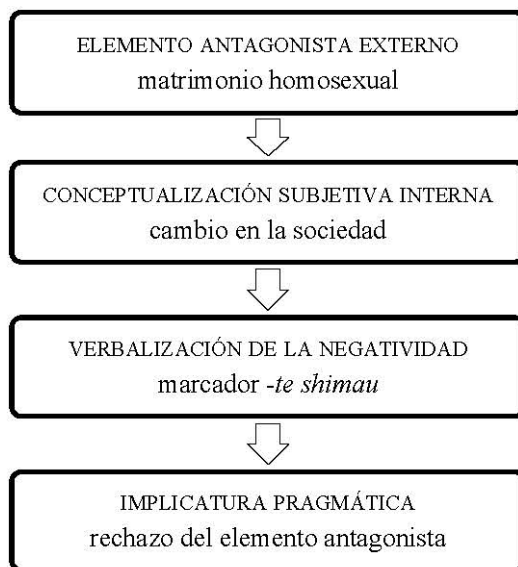 ELEMENTO ANTAGONISTA EXTERNO
matrimonio homosexual
CONCEPTUALIZACIÓN SUBJETIVA INTERNA
cambio en la sociedad
VERBALIZACIÓN DE LA NEGATIVIDAD
marcador -te shimau
IMPLICATURA PRAGMÁTICA
rechazo del elemento antagonista